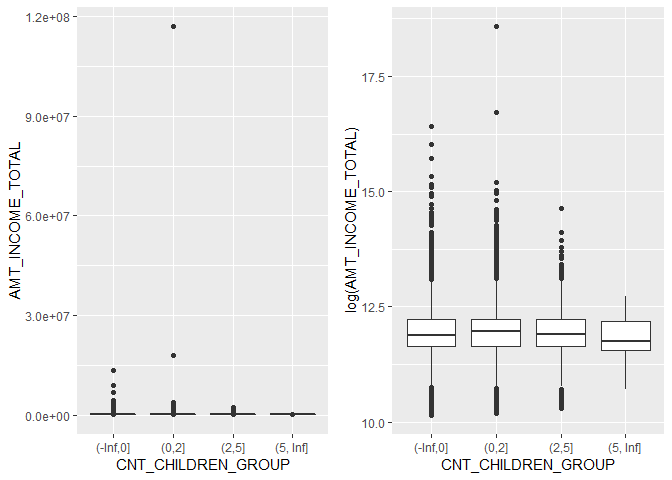 AMT_INCOME_TOTAL
1.2e+08
9.0e+07
6.0e+07
3.0e+07
0.0e+00
(-Inf,0]
(0,2]
(2,5]
(5, Inf]
CNT_CHILDREN_GROUP
log(AMT_INCOME_TOTAL)
17.5
15.0
12.5
10.0
(-Inf,0]
(0,2]
(2,5]
(5, Inf]
CNT_CHILDREN_GROUP